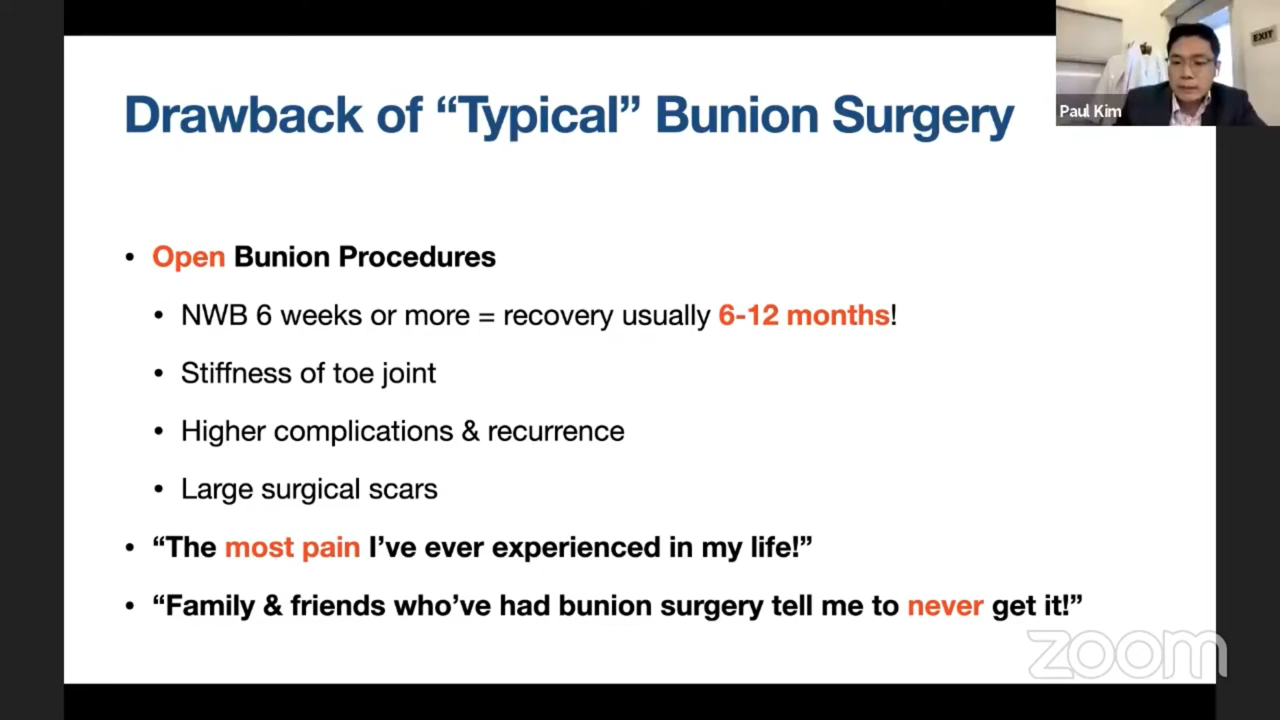 Drawback of “Typical” Bunion Surgery
EXIT
Paul Kim
• Open Bunion Procedures
• NWB 6 weeks or more = recovery usually 6-12 months!
• Stiffness of toe joint
• Higher complications & recurrence
• Large surgical scars
• “The most pain I’ve ever experienced in my life!”
• “Family & friends who’ve had bunion surgery tell me to never get it!”
zoom